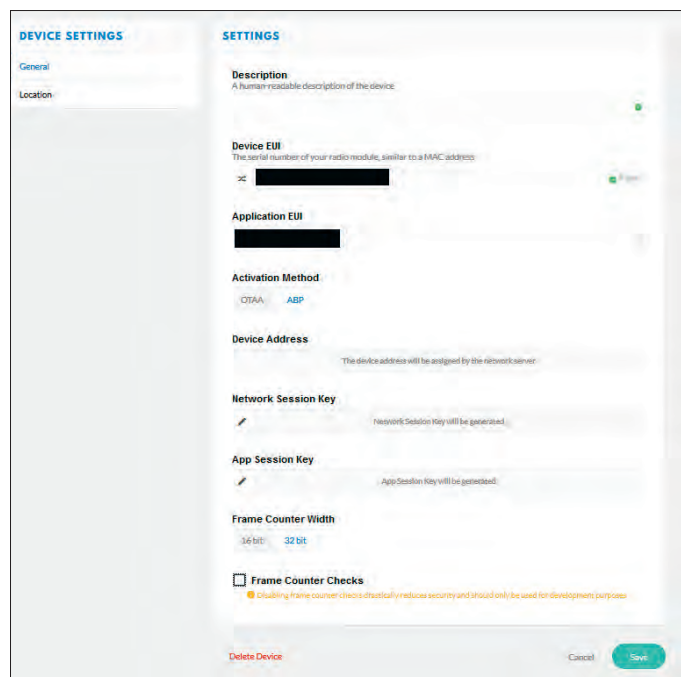 DEVICE SETTINGS
General
Location
SETTINGS
Description
A human-readable description of the device
Device EUI
The serial number of your radio module, similar to a MAC address
Application EUI
Activation Method
OTAA ABP
Device Address
The device address will be assigned by the network server
Network Session Key
Network Session Key will be generated
App Session Key
App Session Key will be generated
Frame Counter Width
16 bit 32 bit
Frame Counter Checks
Disabling frame counter checks drastically reduces security and should only be used for development purposes
Delete Device Cancel Save